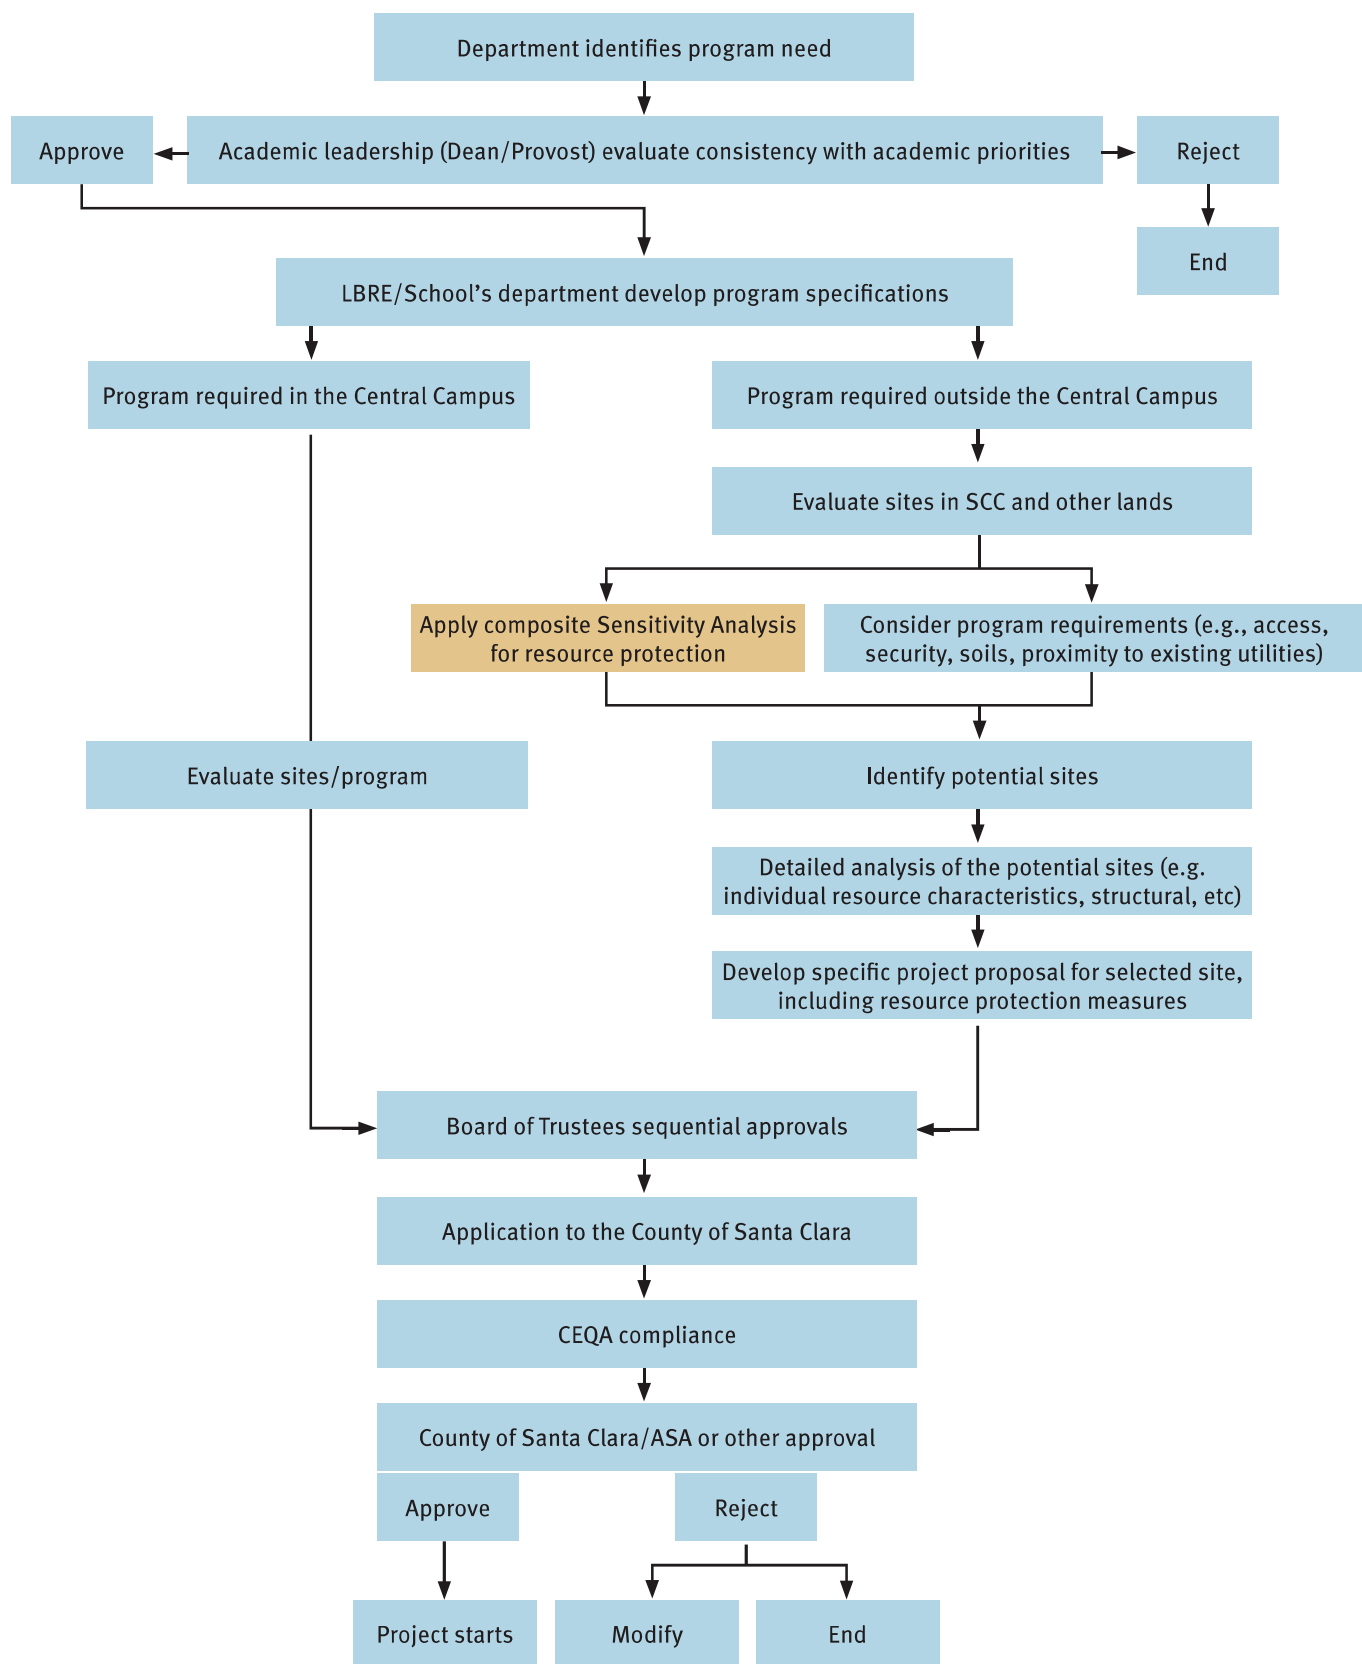 Department identifies program need
Approve
Academic leadership (Dean/Provost) evaluate consistency with academic priorities
Reject
End
LBRE/School’s department develop program specifications
Program required in the Central Campus
Program required outside the Central Campus
Evaluate sites in SCC and other lands
Apply composite Sensitivity Analysis
for resource protection
Consider program requirements (e.g., access,
security, soils, proximity to existing utilities)
Evaluate sites/program
Identify potential sites
Detailed analysis of the potential sites (e.g.
individual resource characteristics, structural, etc)
Develop specific project proposal for selected site,
including resource protection measures
Board of Trustees sequential approvals
Application to the County of Santa Clara
CEQA compliance
County of Santa Clara/ASA or other approval
Approve
Reject
Project starts
Modify
End